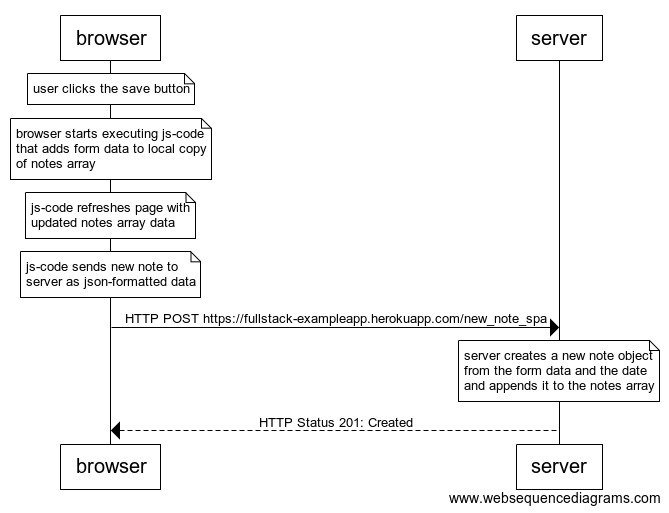 browser
server
user clicks the save button
browser starts executing js-code
that adds form data to local copy
of notes array
js-code refreshes page with
updated notes array data
js-code sends new note to
server as json-formatted data
HTTP POST https://fullstack-exampleapp.herokuapp.com/new_note_spa
server creates a new note object
from the form data and the date
and appends it to the notes array
HTTP Status 201: Created
browser
server
www.websequencediagrams.com